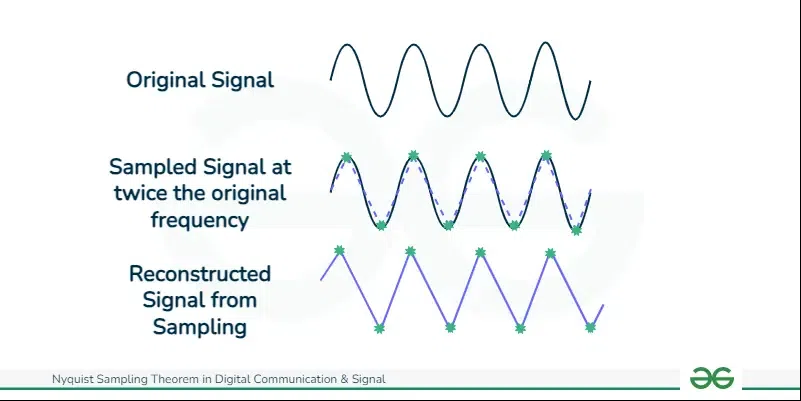 Original Signal
Sampled Signal at
twice the original
frequency
Reconstructed
Signal from
Sampling
Nyquist Sampling Theorem in Digital Communication & Signal